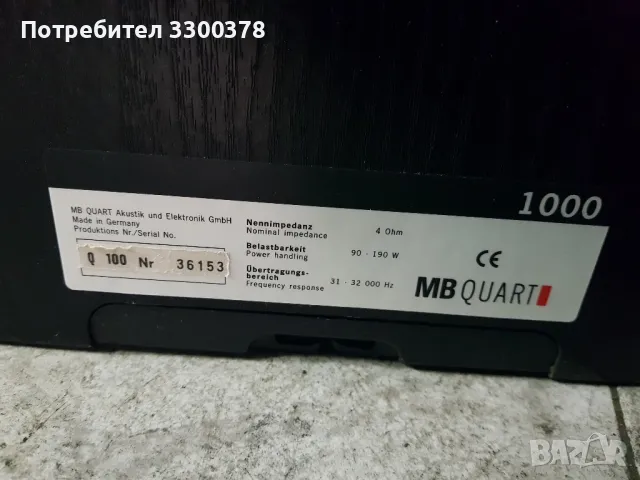 Потребител 3300378
1000
MB QUART Akustik und Elektronik GmbH
Made in Germany
Produktions Nr./Serial No.
Q 100 Nr 36153
Nennimpedanz
Nominal impedance
4 Ohm
Belastbarkeit
Power handling
90 - 190 W
Übertragungs-
bereich
Frequency response
31 - 32 000 Hz
CE
MB QUART
BAZAR